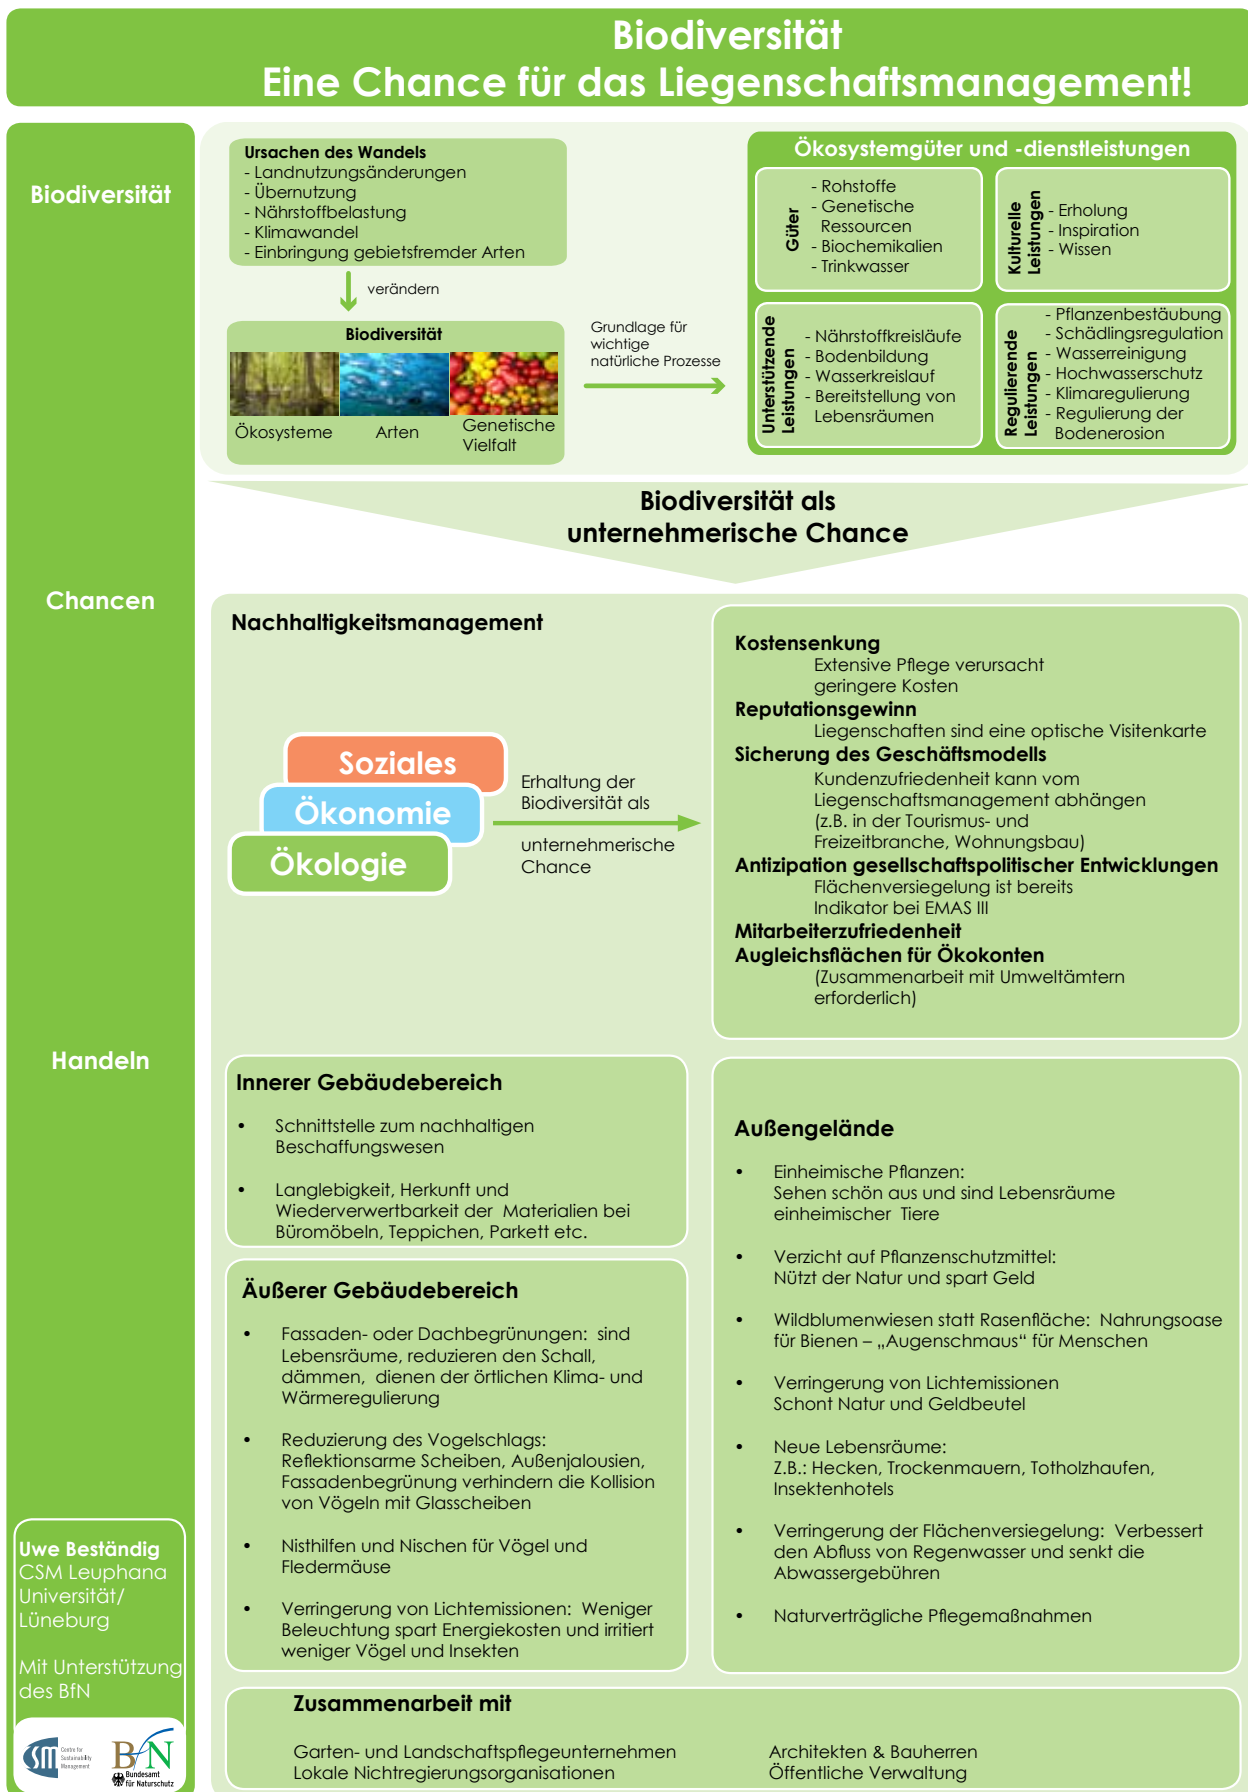 Biodiversität
Eine Chance für das Liegenschaftsmanagement!
Biodiversität
Ursachen des Wandels
- Landnutzungsänderungen
- Übernutzung
- Nährstoffbelastung
- Klimawandel
- Einbringung gebietsfremder Arten
verändern
Biodiversität
Ökosysteme
Arten
Genetische
Vielfalt
Grundlage für
wichtige
natürliche Prozesse
Ökosystemgüter und -dienstleistungen
Güter
- Rohstoffe
- Genetische
Ressourcen
- Biochemikalien
- Trinkwasser
Kulturelle
Leistungen
- Erholung
- Inspiration
- Wissen
Unterstützende
Leistungen
- Nährstoffkreisläufe
- Bodenbildung
- Wasserkreislauf
- Bereitstellung von
Lebensräumen
Regulierende
Leistungen
- Pflanzenbestäubung
- Schädlingsregulation
- Wasserreinigung
- Hochwasserschutz
- Klimaregulierung
- Regulierung der
Bodenerosion
Biodiversität als
unternehmerische Chance
Chancen
Nachhaltigkeitsmanagement
Soziales
Ökonomie
Ökologie
Erhaltung der
Biodiversität als
unternehmerische
Chance
Kostensenkung
Extensive Pflege verursacht
geringere Kosten
Reputationsgewinn
Liegenschaften sind eine optische Visitenkarte
Sicherung des Geschäftsmodells
Kundenzufriedenheit kann vom
Liegenschaftsmanagement abhängen
(z.B. in der Tourismus- und
Freizeitbranche, Wohnungsbau)
Antizipation gesellschaftspolitischer Entwicklungen
Flächenversiegelung ist bereits
Indikator bei EMAS III
Mitarbeiterzufriedenheit
Augleichsflächen für Ökokonten
(Zusammenarbeit mit Umweltämtern
erforderlich)
Handeln
Innerer Gebäudebereich
• Schnittstelle zum nachhaltigen
Beschaffungswesen
• Langlebigkeit, Herkunft und
Wiederverwertbarkeit der Materialien bei
Büromöbeln, Teppichen, Parkett etc.
Äußerer Gebäudebereich
• Fassaden- oder Dachbegrünungen: sind
Lebensräume, reduzieren den Schall,
dämmen, dienen der örtlichen Klima- und
Wärmeregulierung
• Reduzierung des Vogelschlags:
Reflektionsarme Scheiben, Außenjalousien,
Fassadenbegrünung verhindern die Kollision
von Vögeln mit Glasscheiben
• Nisthilfen und Nischen für Vögel und
Fledermäuse
• Verringerung von Lichtemissionen: Weniger
Beleuchtung spart Energiekosten und irritiert
weniger Vögel und Insekten
Außengelände
• Einheimische Pflanzen:
Sehen schön aus und sind Lebensräume
einheimischer Tiere
• Verzicht auf Pflanzenschutzmittel:
Nützt der Natur und spart Geld
• Wildblumenwiesen statt Rasenfläche: Nahrungsoase
für Bienen – „Augenschmaus“ für Menschen
• Verringerung von Lichtemissionen
Schont Natur und Geldbeutel
• Neue Lebensräume:
Z.B.: Hecken, Trockenmauern, Totholzhaufen,
Insektenhotels
• Verringerung der Flächenversiegelung: Verbessert
den Abfluss von Regenwasser und senkt die
Abwassergebühren
• Naturverträgliche Pflegemaßnahmen
Zusammenarbeit mit
Garten- und Landschaftspflegeunternehmen
Lokale Nichtregierungsorganisationen
Architekten & Bauherren
Öffentliche Verwaltung
Uwe Beständig
CSM Leuphana
Universität/
Lüneburg
Mit Unterstützung
des BfN
CSM
Centre for
Sustainability
Management
BfN
Bundesamt
für Naturschutz